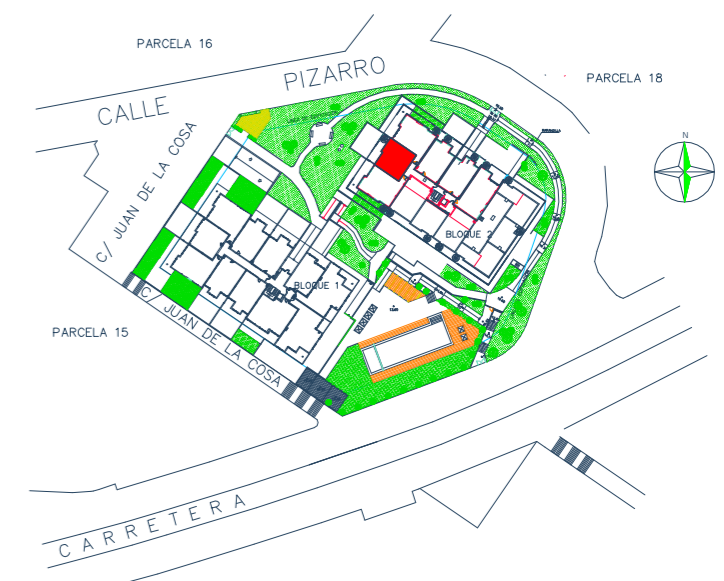 PARCELA 16
CALLE PIZARRO
PARCELA 18
N
C/ JUAN DE LA COSA
BLOQUE 2
BLOQUE 1
PARCELA 15
C/ JUAN DE LA COSA
CARRETERA